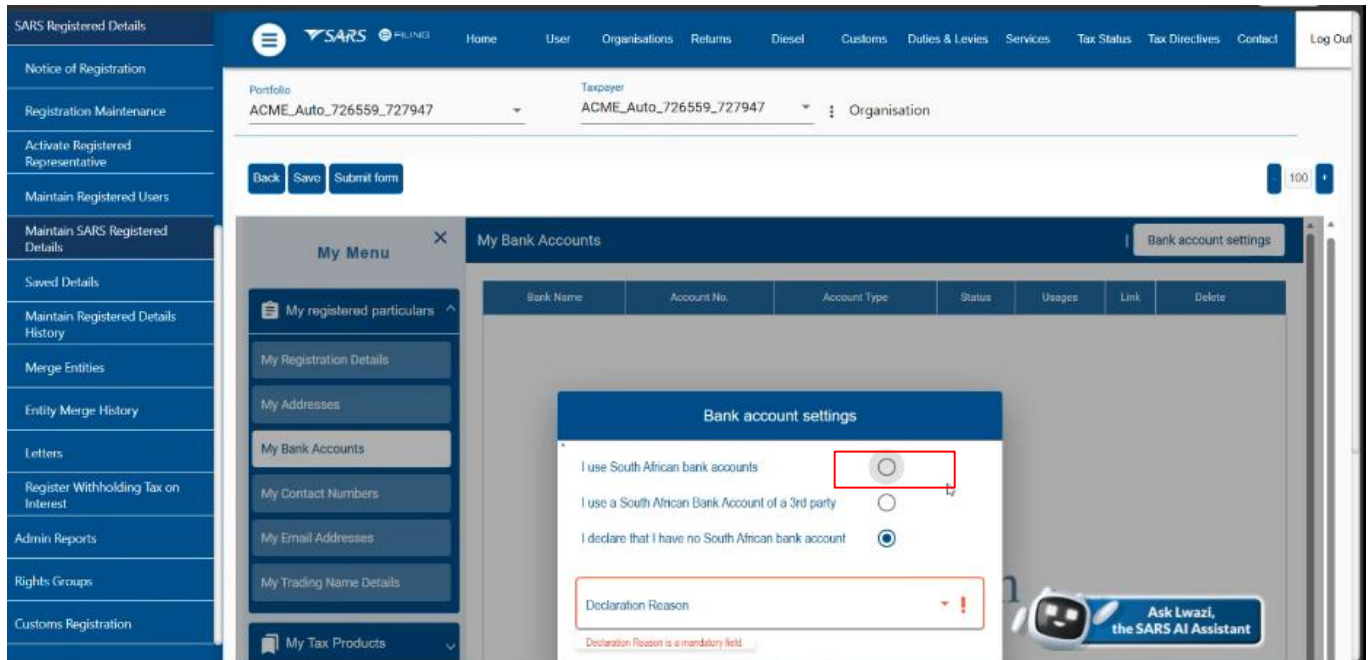 SARS Registered Details
Notice of Registration
Registration Maintenance
Activate Registered
Representative
Maintain Registered Users
Maintain SARS Registered
Details
Saved Details
Maintain Registered Details
History
Merge Entities
Entity Merge History
Letters
Register Withholding Tax on
Interest
Admin Reports
Rights Groups
Customs Registration
SARS eFILING
Home User Organisations Returns Diesel Customs Duties & Levies Services Tax Status Tax Directives Contact Log Out
Portfolio
ACME_Auto_726559_727947
Taxpayer
ACME_Auto_726559_727947
Organisation
Back Save Submit form
- 100 +
My Menu
My registered particulars
My Registration Details
My Addresses
My Bank Accounts
My Contact Numbers
My Email Addresses
My Trading Name Details
My Tax Products
My Bank Accounts
Bank account settings
Bank Name Account No. Account Type Status Usages Link Delete
Bank account settings
I use South African bank accounts
I use a South African Bank Account of a 3rd party
I declare that I have no South African bank account
Declaration Reason
Declaration Reason is a mandatory field.
Ask Lwazi,
the SARS AI Assistant